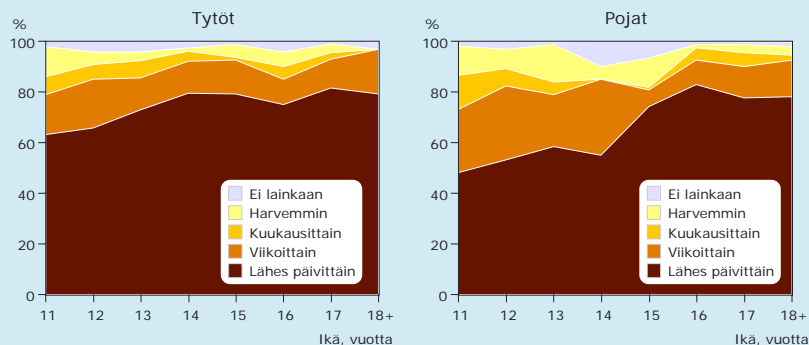 Tytöt
%
100
80
60
40
20
0
Ei lainkaan
Harvemmin
Kuukausittain
Viikoittain
Lähes päivittäin
11 12 13 14 15 16 17 18+
Ikä, vuotta
Pojat
%
100
80
60
40
20
0
Ei lainkaan
Harvemmin
Kuukausittain
Viikoittain
Lähes päivittäin
11 12 13 14 15 16 17 18+
Ikä, vuotta